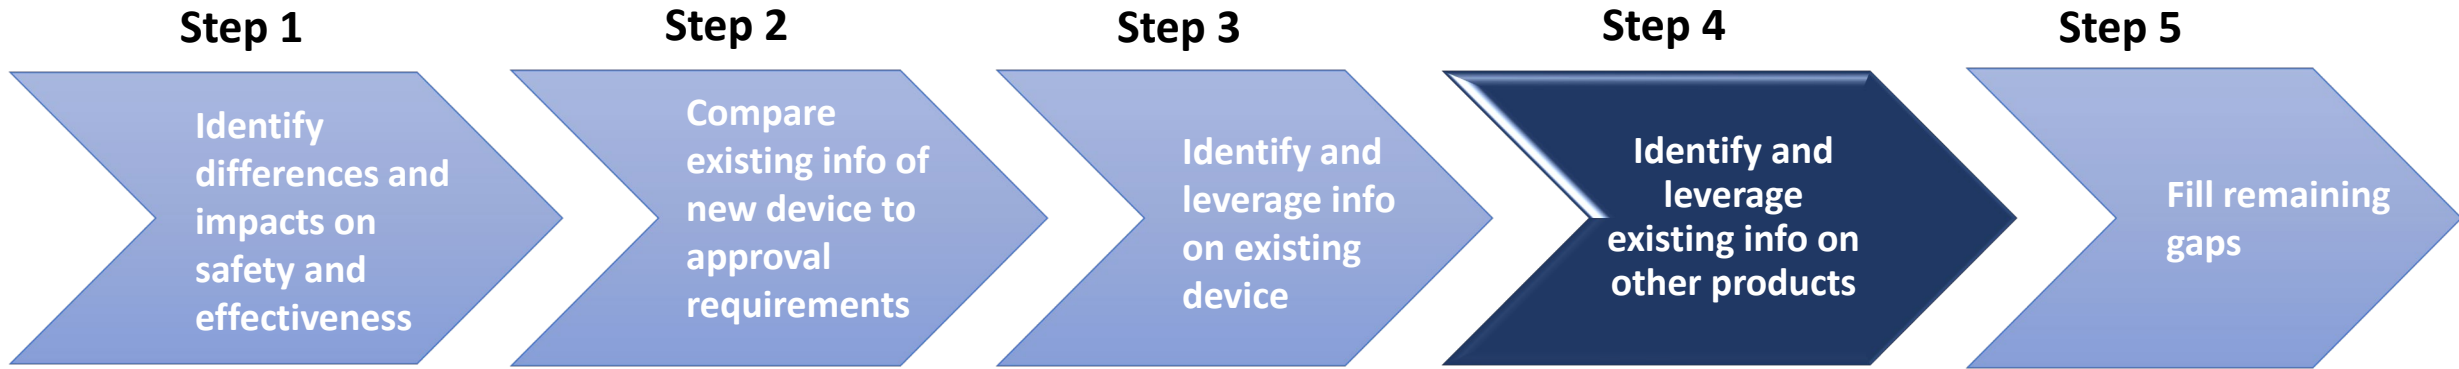 Step 1
Identify
differences and
impacts on
safety and
effectiveness
Step 2
Compare
existing info of
new device to
approval
requirements
Step 3
Identify and
leverage info
on existing
device
Step 4
Identify and
leverage
existing info on
other products
Step 5
Fill remaining
gaps